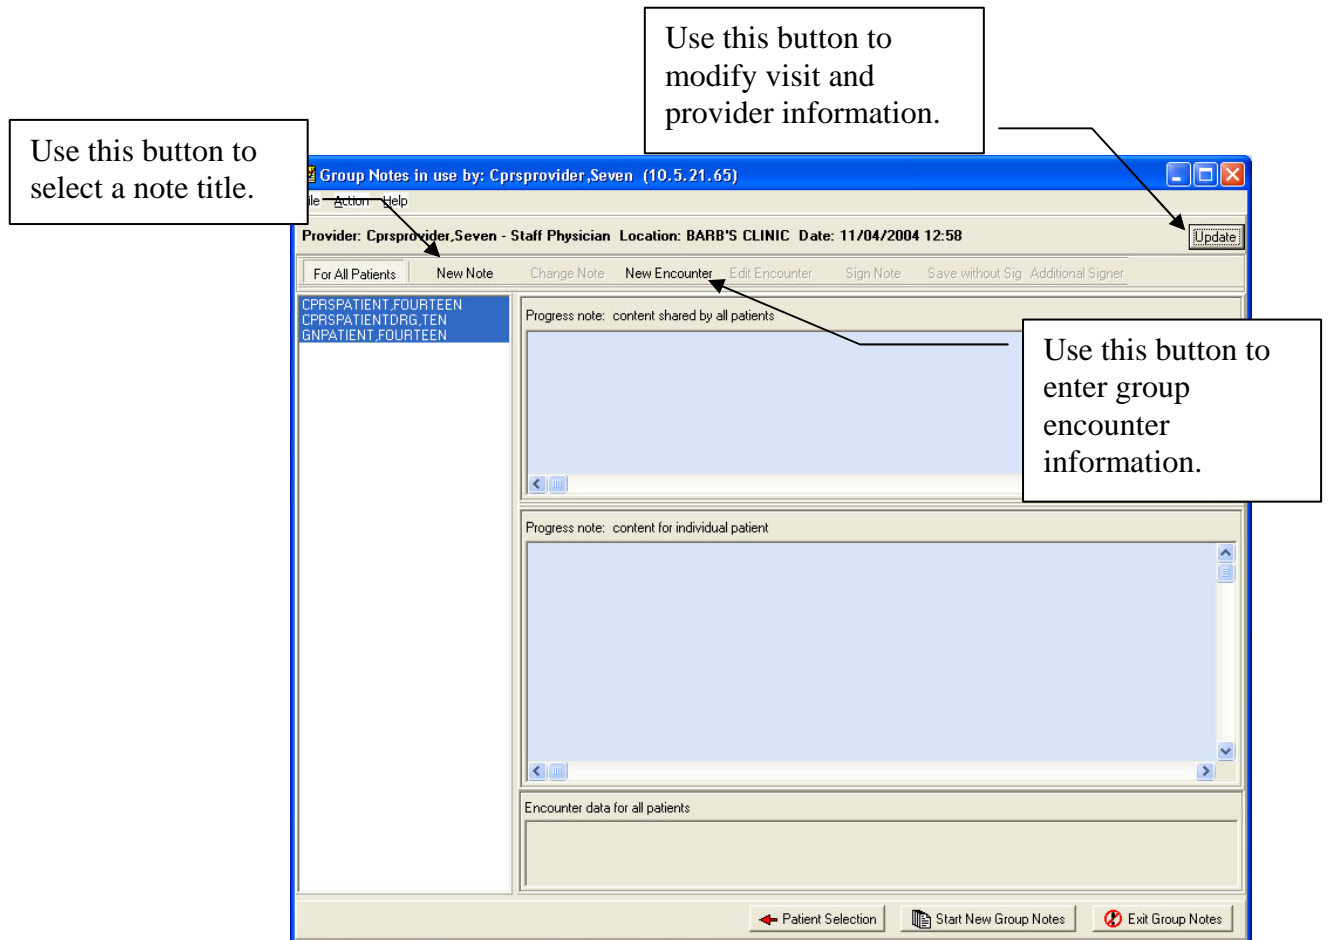 Use this button to
modify visit and
provider information.
Use this button to
select a note title.
Group Notes in use by: Cprsprovider,Seven (10.5.21.65)
ile Action Help
Provider: Cprsprovider,Seven - Staff Physician Location: BARB'S CLINIC Date: 11/04/2004 12:58
Update
For All Patients New Note Change Note New Encounter Edit Encounter Sign Note Save without Sig Additional Signer
CPRSPATIENT,FOURTEEN
CPRSPATIENTDRG,TEN
GNPATIENT,FOURTEEN
Progress note: content shared by all patients
Use this button to
enter group
encounter
information.
Progress note: content for individual patient
Encounter data for all patients
Patient Selection Start New Group Notes Exit Group Notes